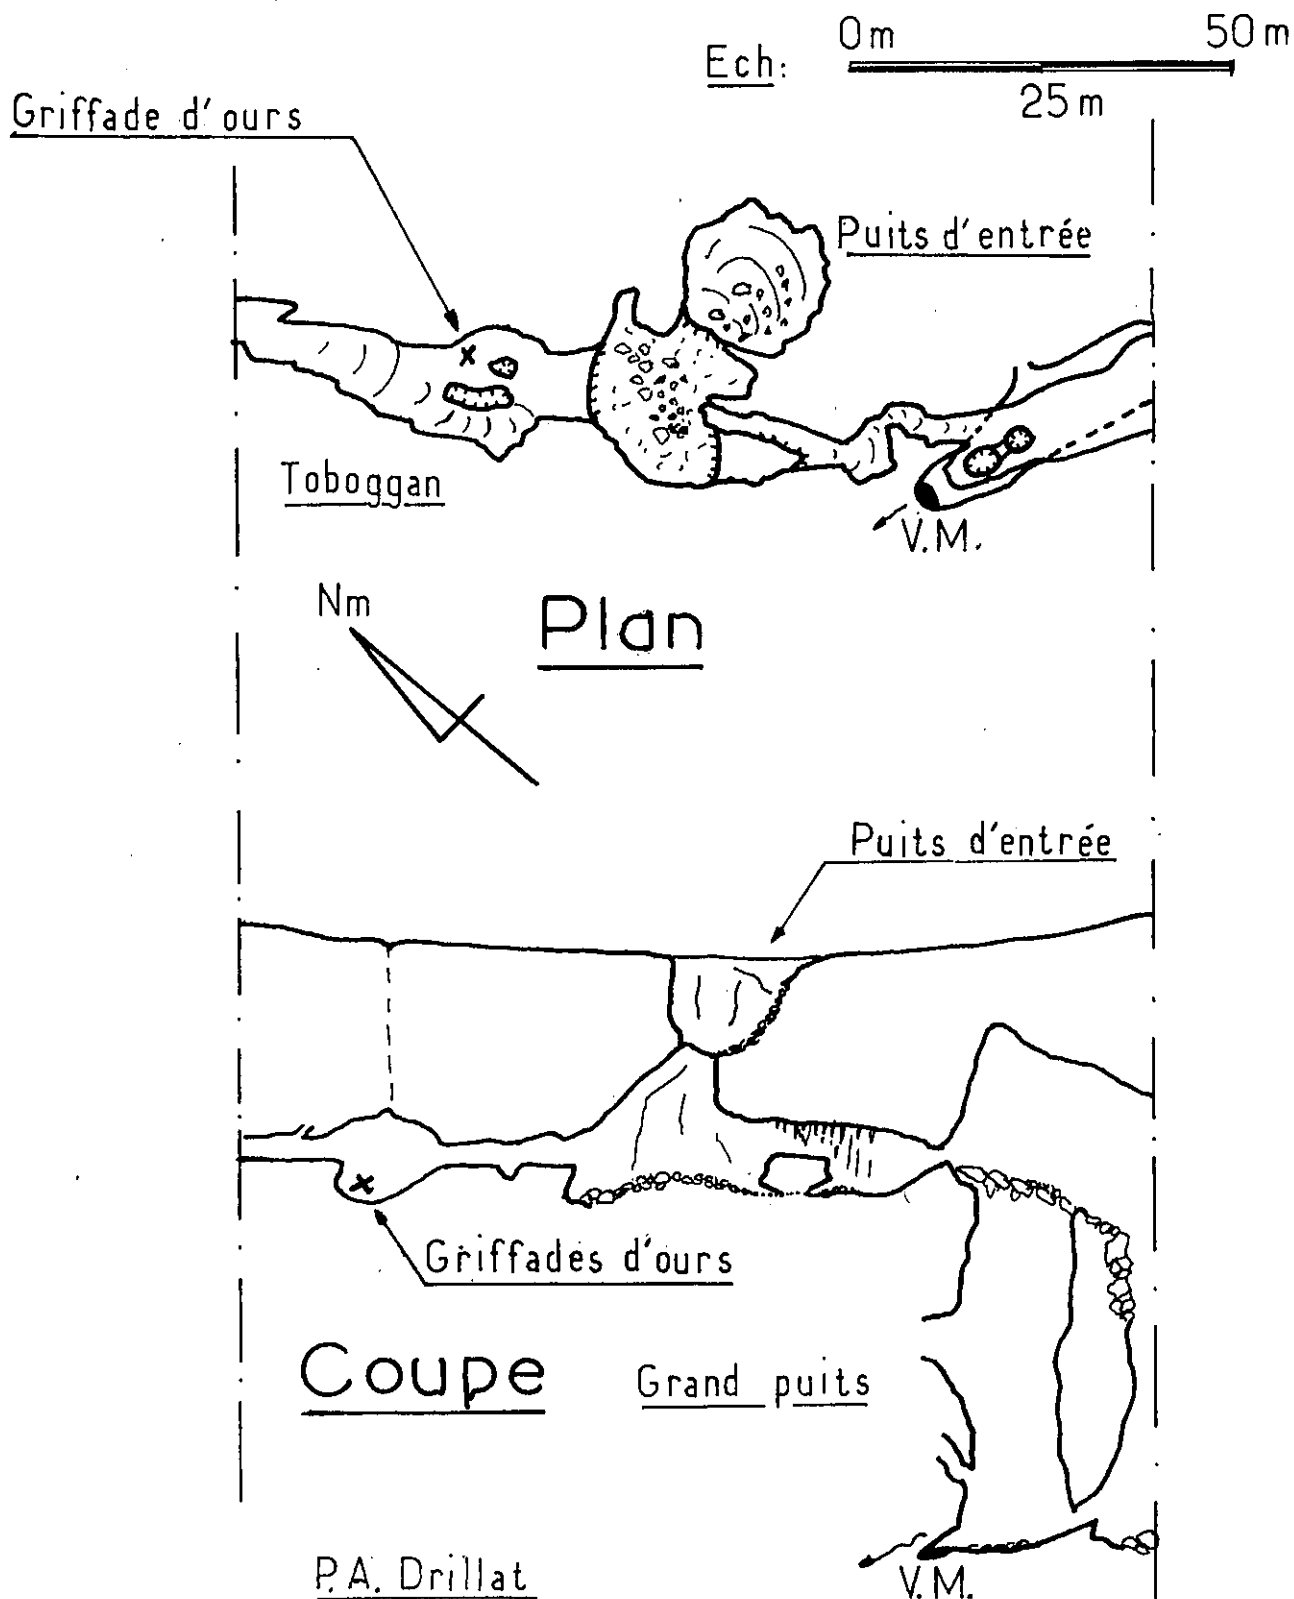 Ech: 0m 50m
25m
Griffade d'ours
Puits d'entrée
Toboggan
V.M.
Nm
Plan
Puits d'entrée
Griffades d'ours
Coupe
Grand puits
V.M.
P.A. Drillat